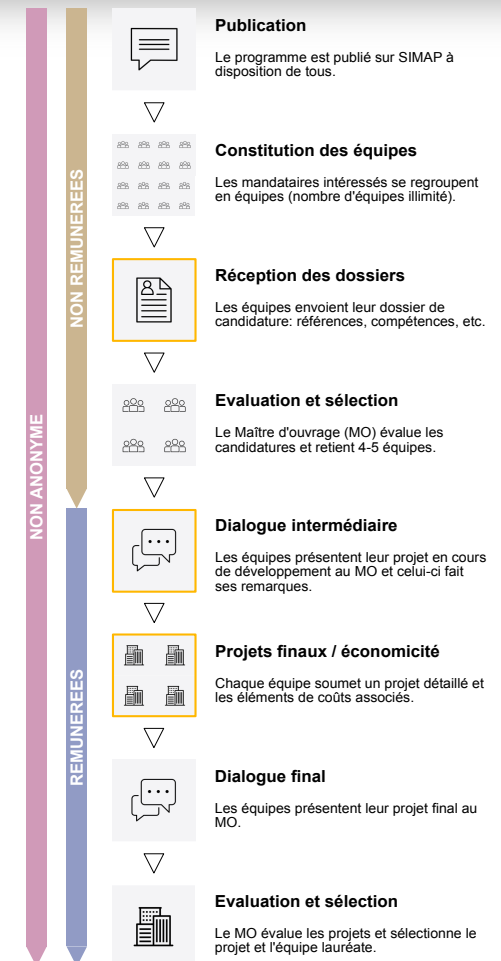 Publication
Le programme est publié sur SIMAP à
disposition de tous.
Constitution des équipes
Les mandataires intéressés se regroupent
en équipes (nombre d'équipes illimité).
NON REMUNEREES
Réception des dossiers
Les équipes envoient leur dossier de
candidature: références, compétences, etc.
Evaluation et sélection
Le Maître d'ouvrage (MO) évalue les
candidatures et retient 4-5 équipes.
NON ANONYME
Dialogue intermédiaire
Les équipes présentent leur projet en cours
de développement au MO et celui-ci fait
ses remarques.
Projets finaux / économicité
Chaque équipe soumet un projet détaillé et
les éléments de coûts associés.
REMUNEREES
Dialogue final
Les équipes présentent leur projet final au
MO.
Evaluation et sélection
Le MO évalue les projets et sélectionne le
projet et l'équipe lauréate.